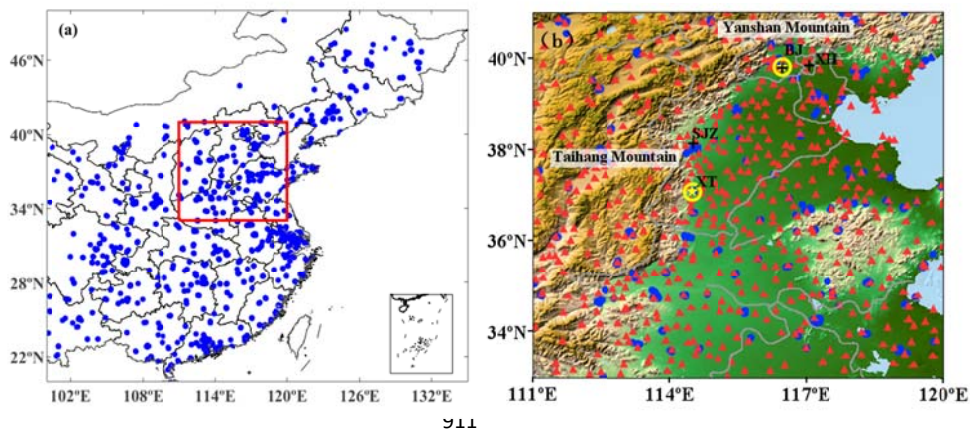 (a)
46°N
40°N
34°N
28°N
22°N
102°E 108°E 114°E 120°E 126°E 132°E
(b)
Yanshan Mountain
BJ
XH
SJZ
Taihang Mountain
XT
40°N
38°N
36°N
34°N
111°E 114°E 117°E 120°E
911